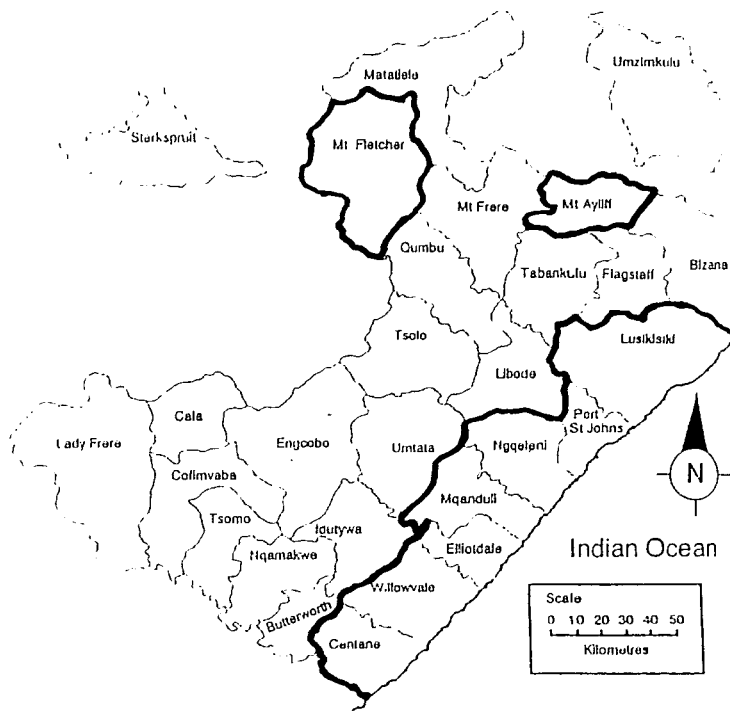 Umzimkulu
Matatiele
Sterkspruit
Mt Fletcher
Mt Frere
Mt Ayliff
Qumbu
Tabankulu
Flagstaff
Bizana
Tsolo
Lusikisiki
Libode
Cala
Port
St Johns
Lady Frere
Engcobo
Umtata
Ngqeleni
Cofimvaba
N
Mqanduli
Tsomo
Idutywa
Elliotdale
Indian Ocean
Nqamakwe
Willowvale
Scale
Butterworth
0 10 20 30 40 50
Centane
Kilometres